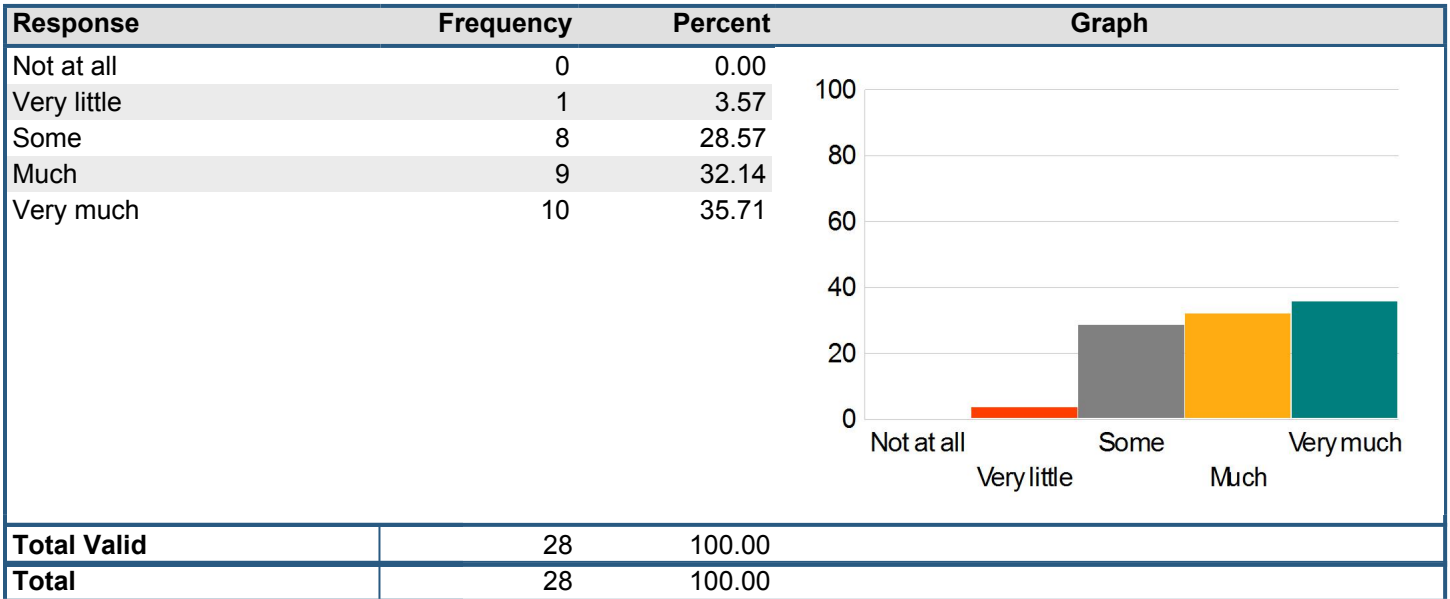 Response Frequency Percent Graph
Not at all 0 0.00
Very little 1 3.57
Some 8 28.57
Much 9 32.14
Very much 10 35.71
100
80
60
40
20
0
Not at all Some Very much
Very little Much
Total Valid 28 100.00
Total 28 100.00